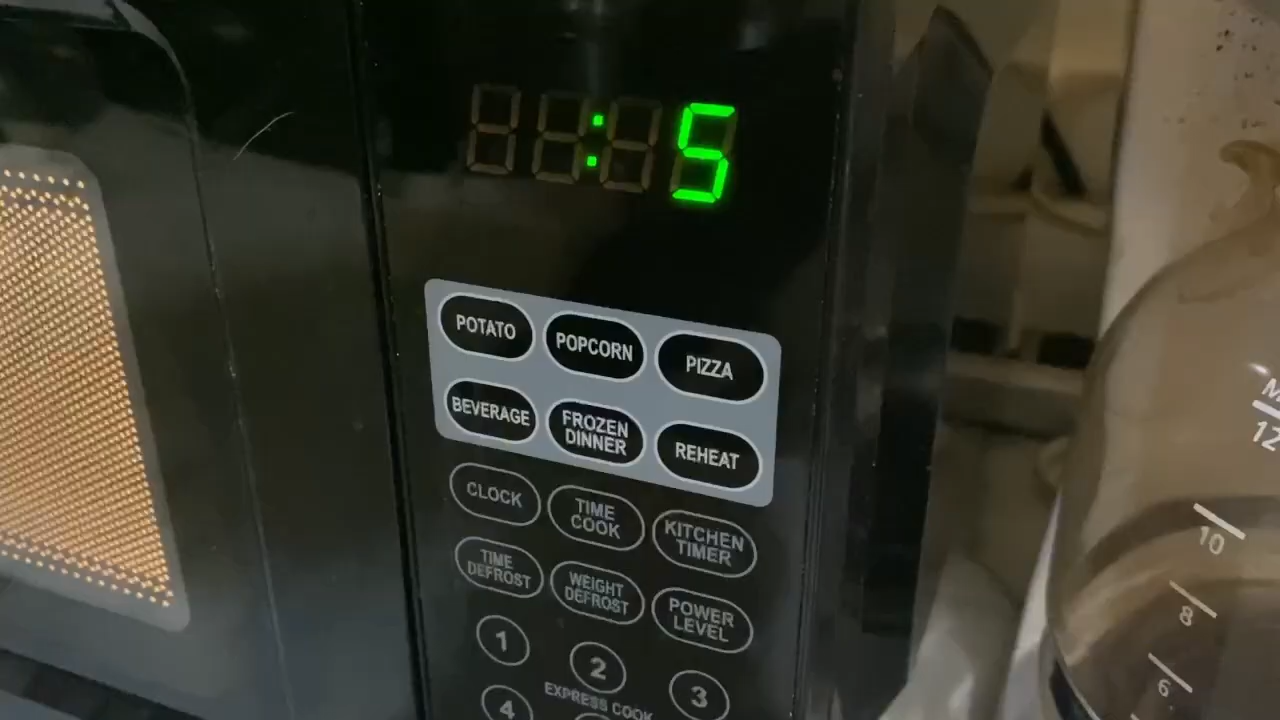 :5
POTATO
POPCORN
PIZZA
BEVERAGE
FROZEN
DINNER
REHEAT
CLOCK
TIME
COOK
KITCHEN
TIMER
TIME
DEFROST
WEIGHT
DEFROST
POWER
LEVEL
1
2
3
EXPRESS COOK
4
12
10
8
6